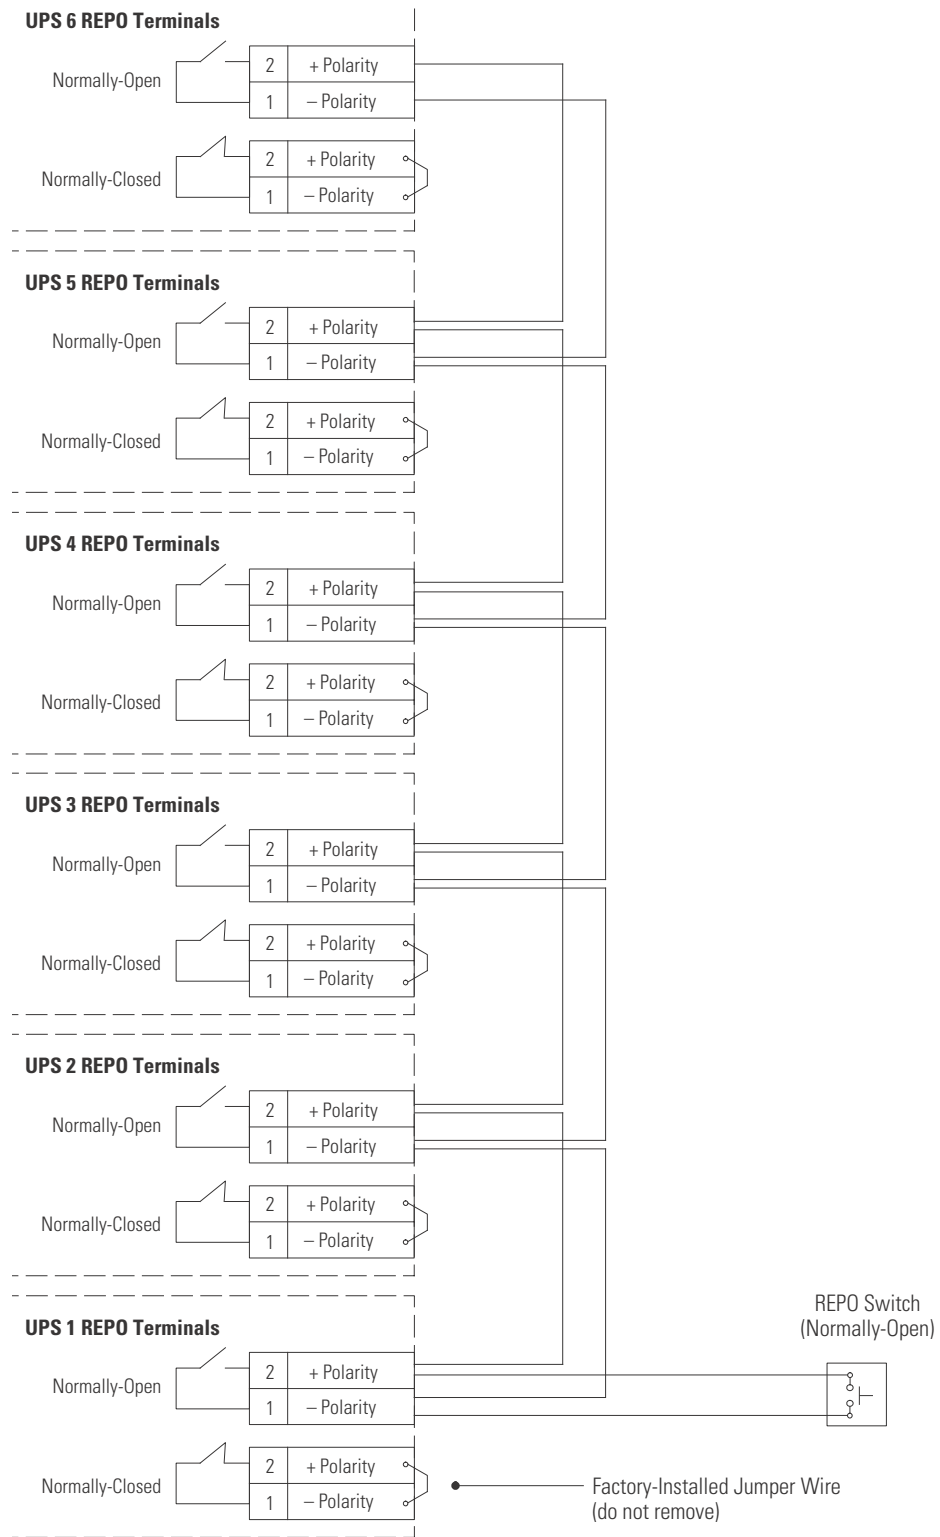 UPS 6 REPO Terminals
Normally-Open
2 + Polarity
1 – Polarity
Normally-Closed
2 + Polarity
1 – Polarity
UPS 5 REPO Terminals
Normally-Open
2 + Polarity
1 – Polarity
Normally-Closed
2 + Polarity
1 – Polarity
UPS 4 REPO Terminals
Normally-Open
2 + Polarity
1 – Polarity
Normally-Closed
2 + Polarity
1 – Polarity
UPS 3 REPO Terminals
Normally-Open
2 + Polarity
1 – Polarity
Normally-Closed
2 + Polarity
1 – Polarity
UPS 2 REPO Terminals
Normally-Open
2 + Polarity
1 – Polarity
Normally-Closed
2 + Polarity
1 – Polarity
REPO Switch
(Normally-Open)
UPS 1 REPO Terminals
Normally-Open
2 + Polarity
1 – Polarity
Normally-Closed
2 + Polarity
1 – Polarity
Factory-Installed Jumper Wire
(do not remove)